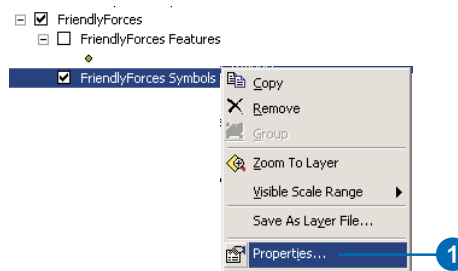 FriendlyForces
FriendlyForces Features
FriendlyForces Symbols
Copy
Remove
Group
Zoom To Layer
Visible Scale Range
Save As Layer File...
Properties...
1